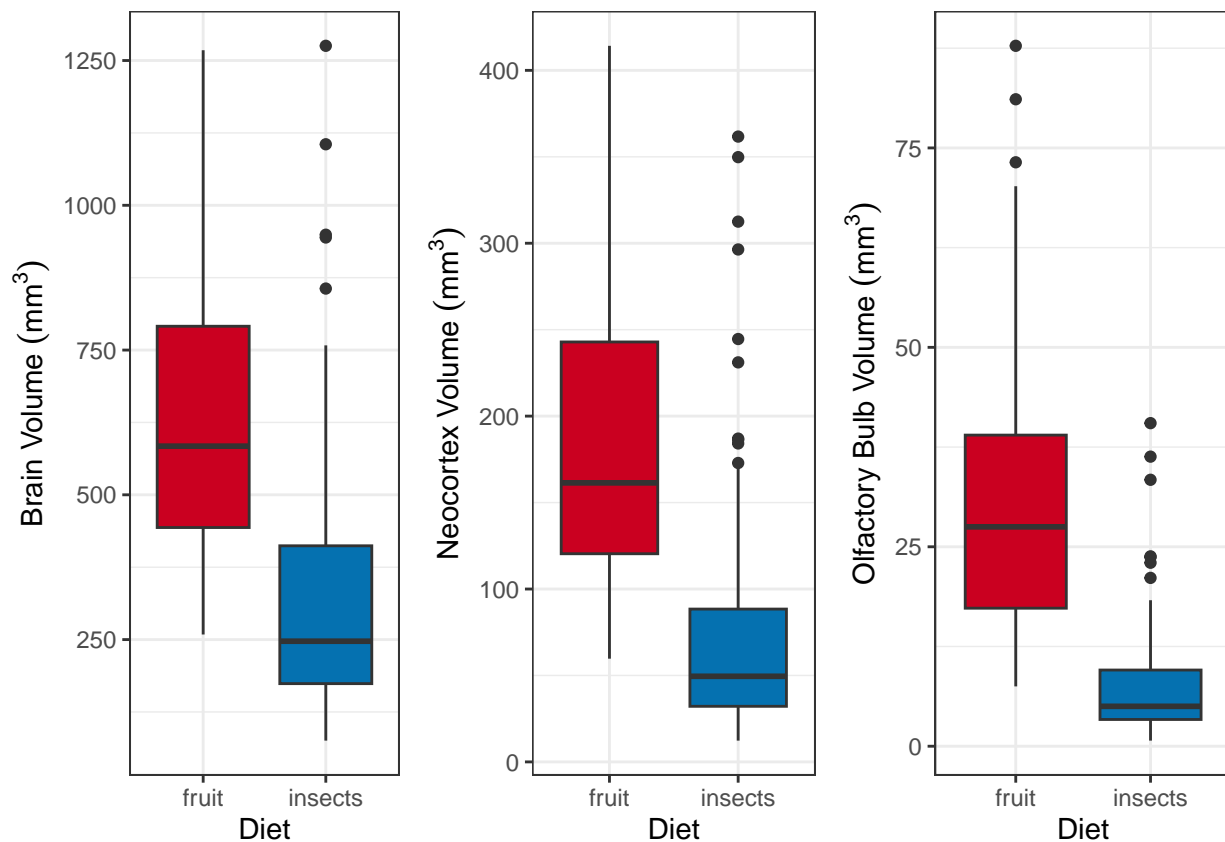 Brain Volume (mm³)
1250
1000
750
500
250
fruit insects
Diet
Neocortex Volume (mm³)
400
300
200
100
0
fruit insects
Diet
Olfactory Bulb Volume (mm³)
75
50
25
0
fruit insects
Diet